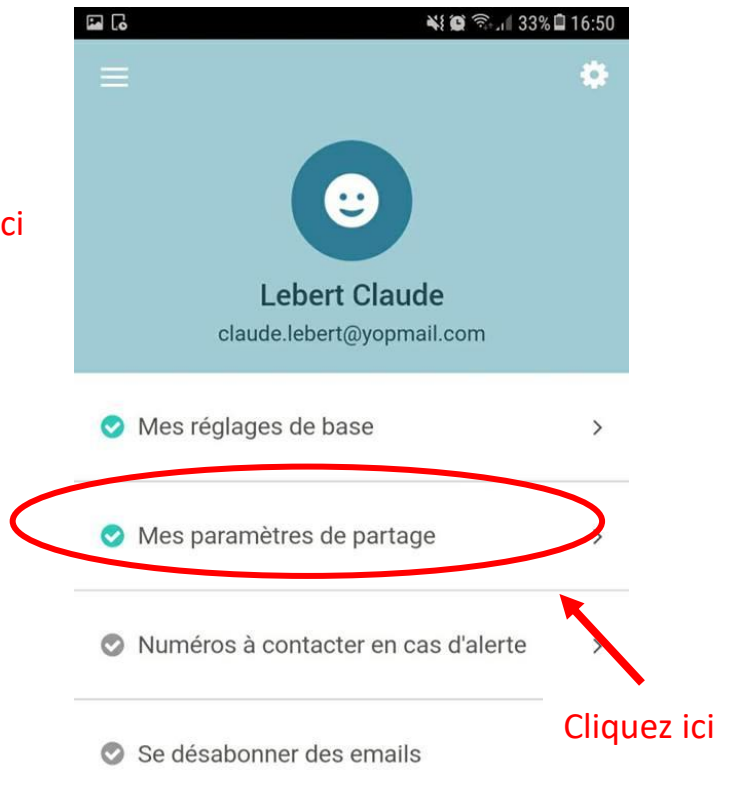 33% 16:50
ci
Lebert Claude
claude.lebert@yopmail.com
Mes réglages de base
Mes paramètres de partage
Numéros à contacter en cas d'alerte
Cliquez ici
Se désabonner des emails